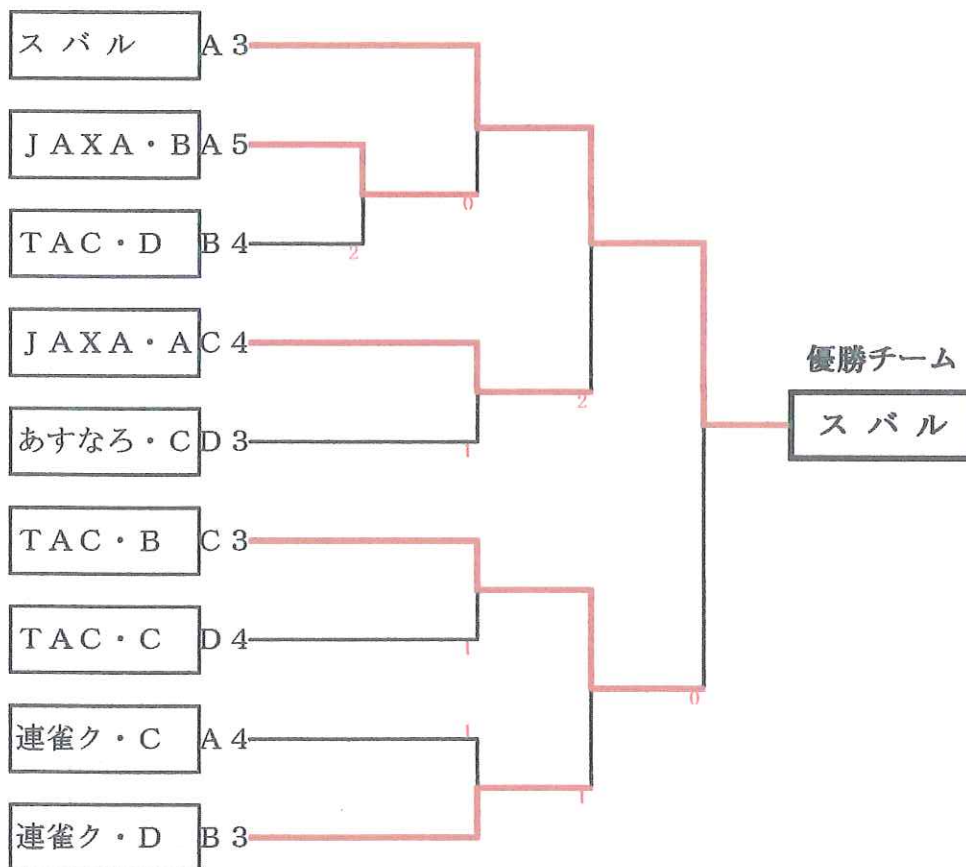 スバル A3
JAXA・B A5
0
TAC・D B4
2
JAXA・A C4
優勝チーム
2
スバル
あすなろ・C D3
1
TAC・B C3
TAC・C D4
1
0
連雀ク・C A4
1
1
連雀ク・D B3